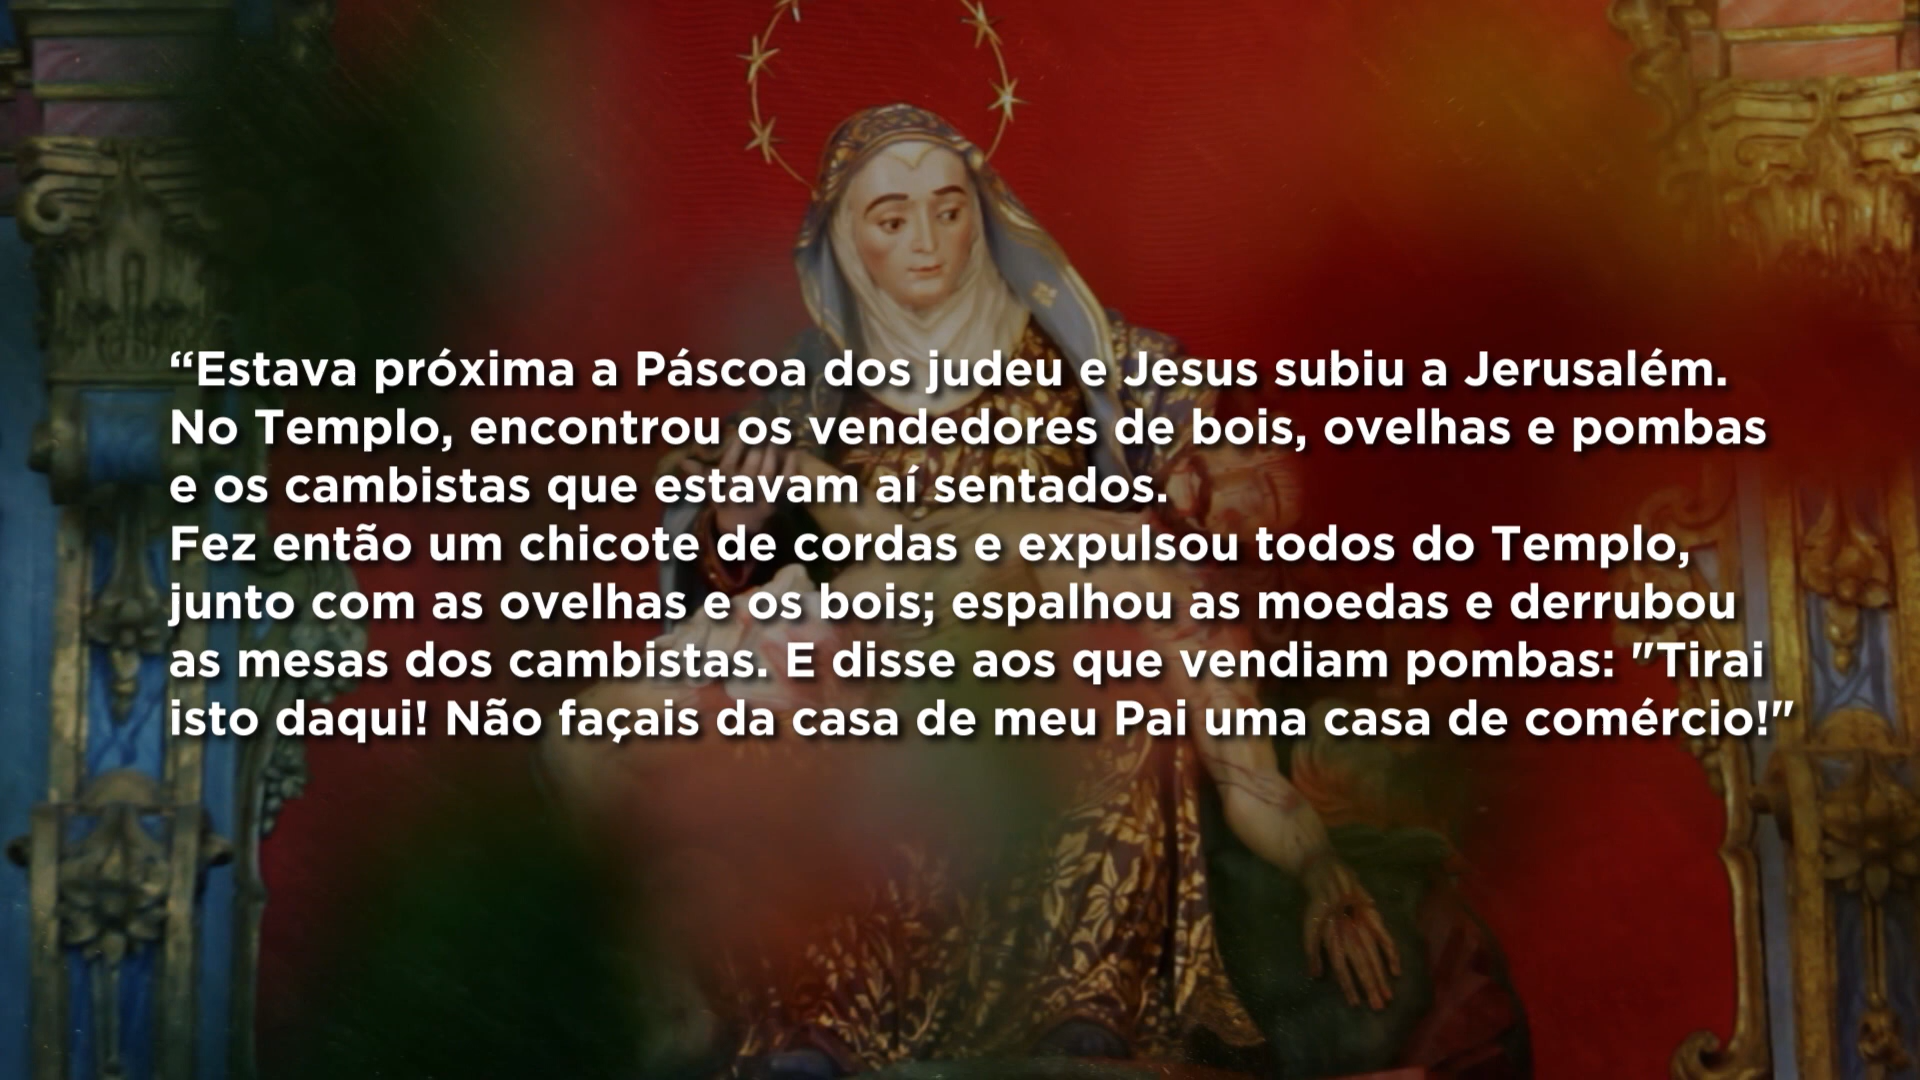 “Estava próxima a Páscoa dos judeu e Jesus subiu a Jerusalém.
No Templo, encontrou os vendedores de bois, ovelhas e pombas
e os cambistas que estavam aí sentados.
Fez então um chicote de cordas e expulsou todos do Templo,
junto com as ovelhas e os bois; espalhou as moedas e derrubou
as mesas dos cambistas. E disse aos que vendiam pombas: "Tirai
isto daqui! Não façais da casa de meu Pai uma casa de comércio!"